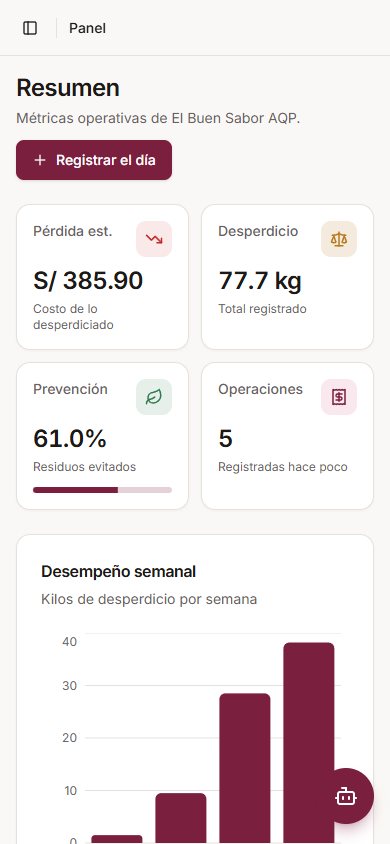 Panel
Resumen
Métricas operativas de El Buen Sabor AQP.
Registrar el día
Pérdida est.
S/ 385.90
Costo de lo
desperdiciado
Desperdicio
77.7 kg
Total registrado
Prevención
61.0%
Residuos evitados
Operaciones
5
Registradas hace poco
Desempeño semanal
Kilos de desperdicio por semana
40
30
20
10
0